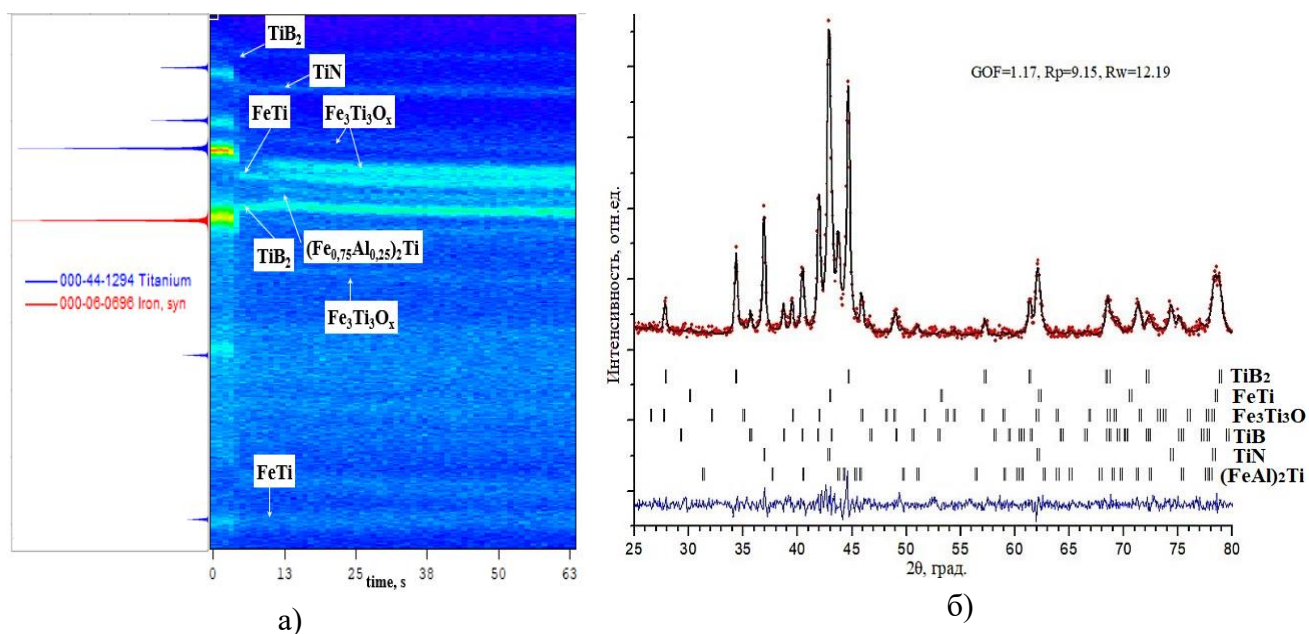 TiB2
TiN
FeTi
Fe3Ti3Ox
TiB2
(Fe0,75Al0,25)2Ti
Fe3Ti3Ox
FeTi
000-44-1294 Titanium
000-06-0696 Iron, syn
0
13
25
38
50
63
time, s
а)
GOF=1.17, Rp=9.15, Rw=12.19
Интенсивность, отн.ед.
TiB2
FeTi
Fe3Ti3O
TiB
TiN
(FeAl)2Ti
25
30
35
40
45
50
55
60
65
70
75
80
2θ, град.
б)